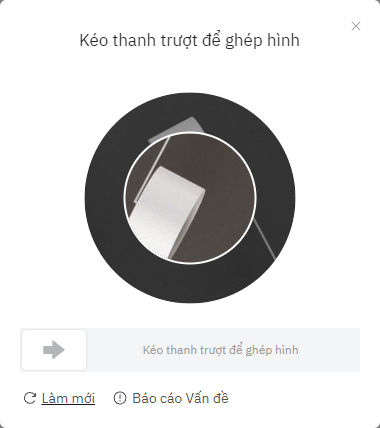 Kéo thanh trượt để ghép hình
Kéo thanh trượt để ghép hình
Làm mới
Báo cáo Vấn đề